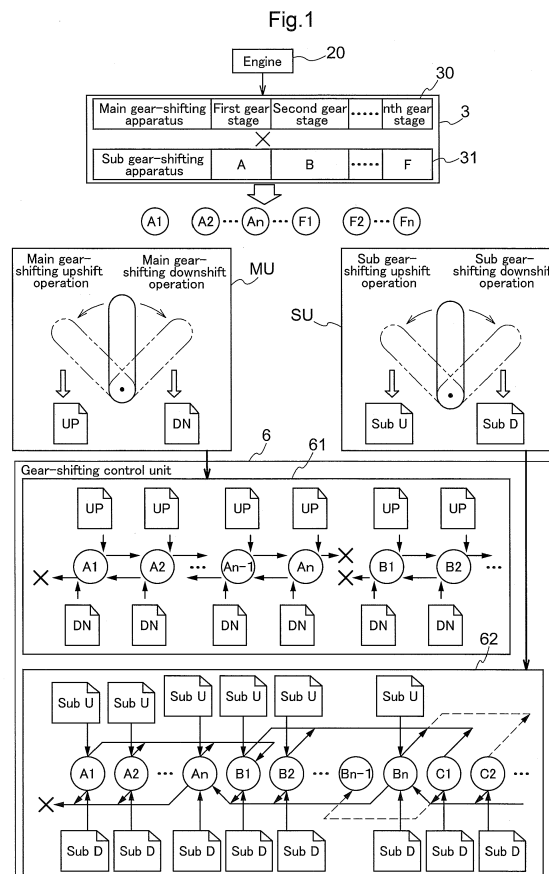 Fig.1
20
Engine
30
Main gear-shifting apparatus
First gear stage
Second gear stage
nth gear stage
3
Sub gear-shifting apparatus
A
B
F
31
A1
A2
An
F1
F2
Fn
Main gear-
shifting upshift
operation
Main gear-
shifting downshift
operation
MU
UP
DN
Sub gear-
shifting upshift
operation
Sub gear-
shifting downshift
operation
SU
Sub U
Sub D
6
Gear-shifting control unit
61
UP
UP
UP
UP
UP
UP
A1
A2
An-1
An
B1
B2
DN
DN
DN
DN
DN
DN
62
Sub U
Sub U
Sub U
Sub U
Sub U
Sub U
A1
A2
An
B1
B2
Bn-1
Bn
C1
C2
Sub D
Sub D
Sub D
Sub D
Sub D
Sub D
Sub D
Sub D